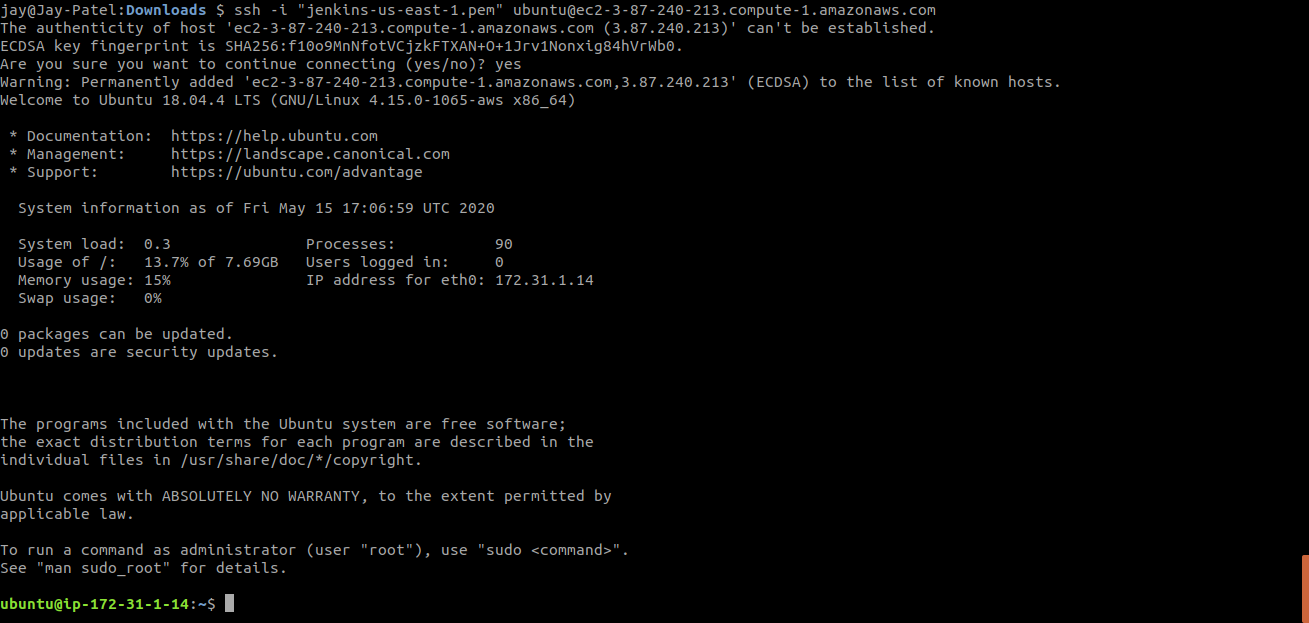 jay@Jay-Patel:Downloads $ ssh -i "jenkins-us-east-1.pem" ubuntu@ec2-3-87-240-213.compute-1.amazonaws.com
The authenticity of host 'ec2-3-87-240-213.compute-1.amazonaws.com (3.87.240.213)' can't be established.
ECDSA key fingerprint is SHA256:f10o9MnNfotVCjzkFTXAN+O+1Jrv1Nonxig84hVrWb0.
Are you sure you want to continue connecting (yes/no)? yes
Warning: Permanently added 'ec2-3-87-240-213.compute-1.amazonaws.com,3.87.240.213' (ECDSA) to the list of known hosts.
Welcome to Ubuntu 18.04.4 LTS (GNU/Linux 4.15.0-1065-aws x86_64)

 * Documentation:  https://help.ubuntu.com
 * Management:     https://landscape.canonical.com
 * Support:        https://ubuntu.com/advantage

  System information as of Fri May 15 17:06:59 UTC 2020

  System load:  0.3               Processes:           90
  Usage of /:   13.7% of 7.69GB   Users logged in:     0
  Memory usage: 15%               IP address for eth0: 172.31.1.14
  Swap usage:   0%

0 packages can be updated.
0 updates are security updates.

The programs included with the Ubuntu system are free software;
the exact distribution terms for each program are described in the
individual files in /usr/share/doc/*/copyright.

Ubuntu comes with ABSOLUTELY NO WARRANTY, to the extent permitted by
applicable law.

To run a command as administrator (user "root"), use "sudo <command>".
See "man sudo_root" for details.

ubuntu@ip-172-31-1-14:~$